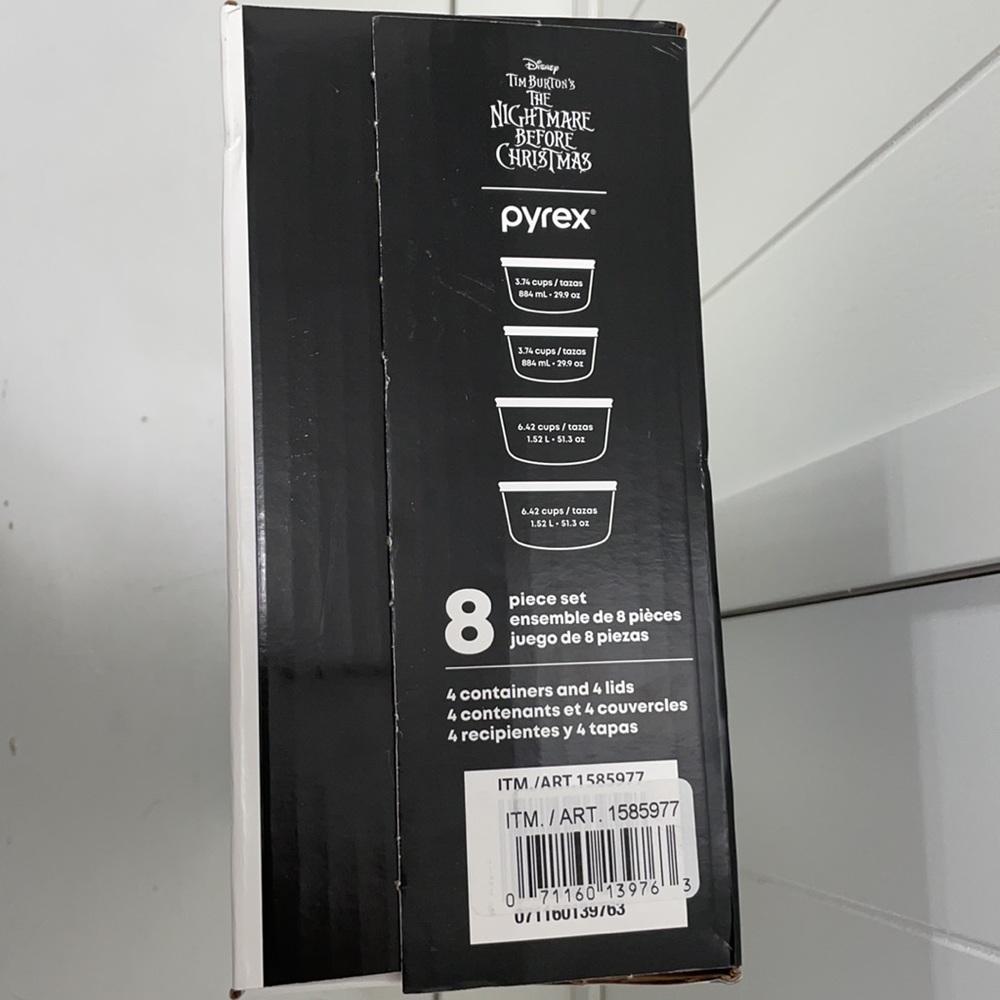 Disney
TIM BURTON'S
THE
NIGHTMARE
BEFORE
CHRISTMAS
pyrex®
3.74 cups / tazas
884 mL • 29.9 oz
3.74 cups / tazas
884 mL • 29.9 oz
6.42 cups / tazas
1.52 L • 51.3 oz
6.42 cups / tazas
1.52 L • 51.3 oz
8
piece set
ensemble de 8 pièces
juego de 8 piezas
4 containers and 4 lids
4 contenants et 4 couvercles
4 recipientes y 4 tapas
ITM./ART.1585977
ITM. / ART. 1585977
0 71160 13976 3
071160139763